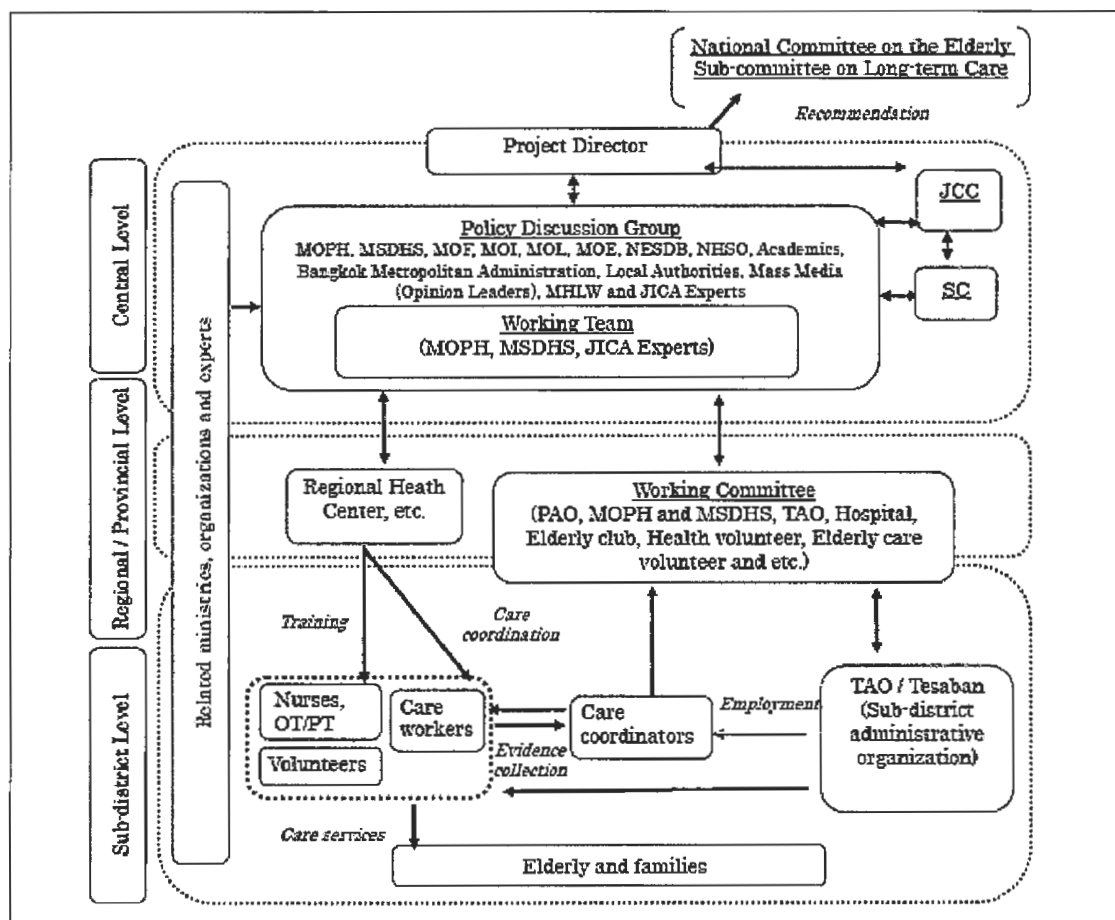 National Committee on the Elderly
Sub-committee on Long-term Care
Recommendation
Project Director
JCC
SC
Central Level
Regional / Provincial Level
Sub-district Level
Related ministries, organizations and experts
Policy Discussion Group
MOPH, MSDHS, MOF, MOI, MOL, MOE, NESDB, NHSO, Academics,
Bangkok Metropolitan Administration, Local Authorities, Mass Media
(Opinion Leaders), MHLW and JICA Experts
Working Team
(MOPH, MSDHS, JICA Experts)
Regional Heath
Center, etc.
Working Committee
(PAO, MOPH and MSDHS, TAO, Hospital,
Elderly club, Health volunteer, Elderly care
volunteer and etc.)
Training
Care
coordination
Nurses,
OT/PT
Care
workers
Volunteers
Evidence
collection
Care
coordinators
Employment
TAO / Tesaban
(Sub-district
administrative
organization)
Care services
Elderly and families